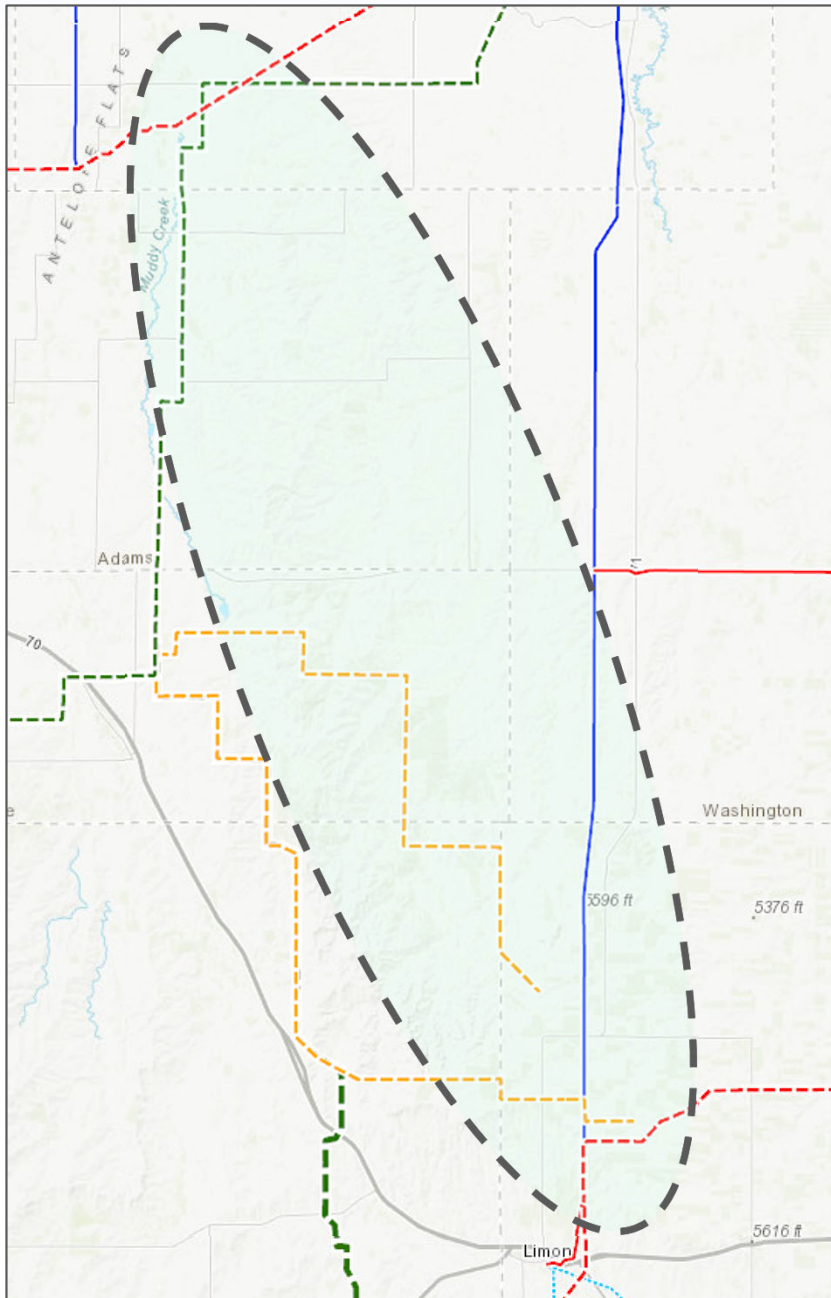 ANTELOPE FLATS
Muddy Creek
Adams
71
70
e
Washington
5596 ft
5376 ft
Limon
5616 ft